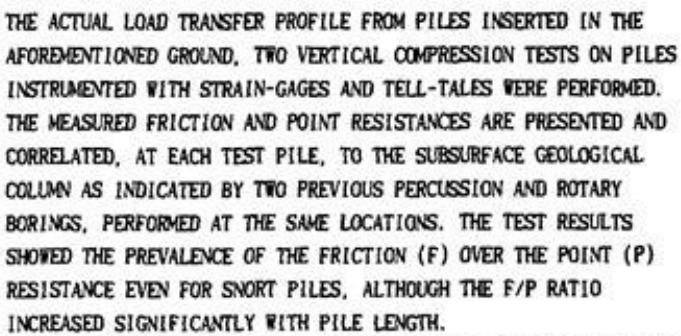 THE ACTUAL LOAD TRANSFER PROFILE FROM PILES INSERTED IN THE
AFOREMENTIONED GROUND, TWO VERTICAL COMPRESSION TESTS ON PILES
INSTRUMENTED WITH STRAIN-GAGES AND TELL-TALES WERE PERFORMED.
THE MEASURED FRICTION AND POINT RESISTANCES ARE PRESENTED AND
CORRELATED, AT EACH TEST PILE, TO THE SUBSURFACE GEOLOGICAL
COLUMN AS INDICATED BY TWO PREVIOUS PERCUSSION AND ROTARY
BORINGS, PERFORMED AT THE SAME LOCATIONS. THE TEST RESULTS
SHOWED THE PREVALENCE OF THE FRICTION (F) OVER THE POINT (P)
RESISTANCE EVEN FOR SNORT PILES, ALTHOUGH THE F/P RATIO
INCREASED SIGNIFICANTLY WITH PILE LENGTH.